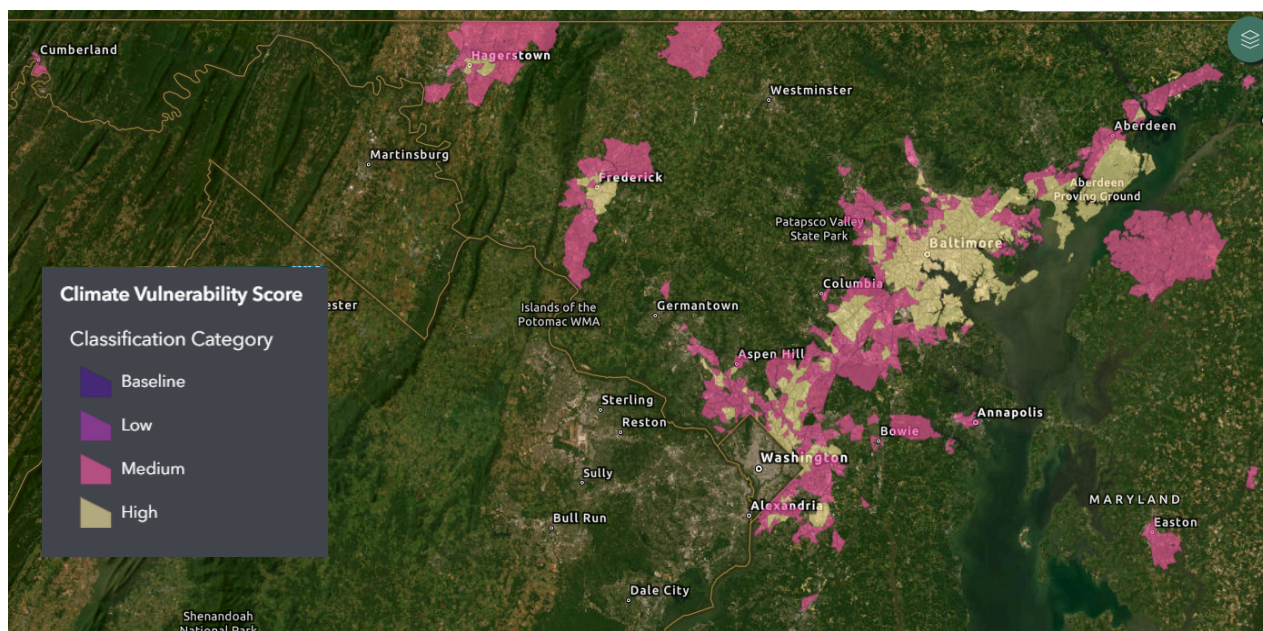 Cumberland
Hagerstown
Westminster
Martinsburg
Aberdeen
Frederick
Aberdeen
Proving Ground
Patapsco Valley
State Park
Baltimore
Columbia
Climate Vulnerability Score
Classification Category
Baseline
Low
Medium
High
ester
Islands of the
Potomac WMA
Germantown
Aspen Hill
Sterling
Reston
Annapolis
Bowie
Washington
Sully
MARYLAND
Alexandria
Bull Run
Easton
Dale City
Shenandoah
National Park